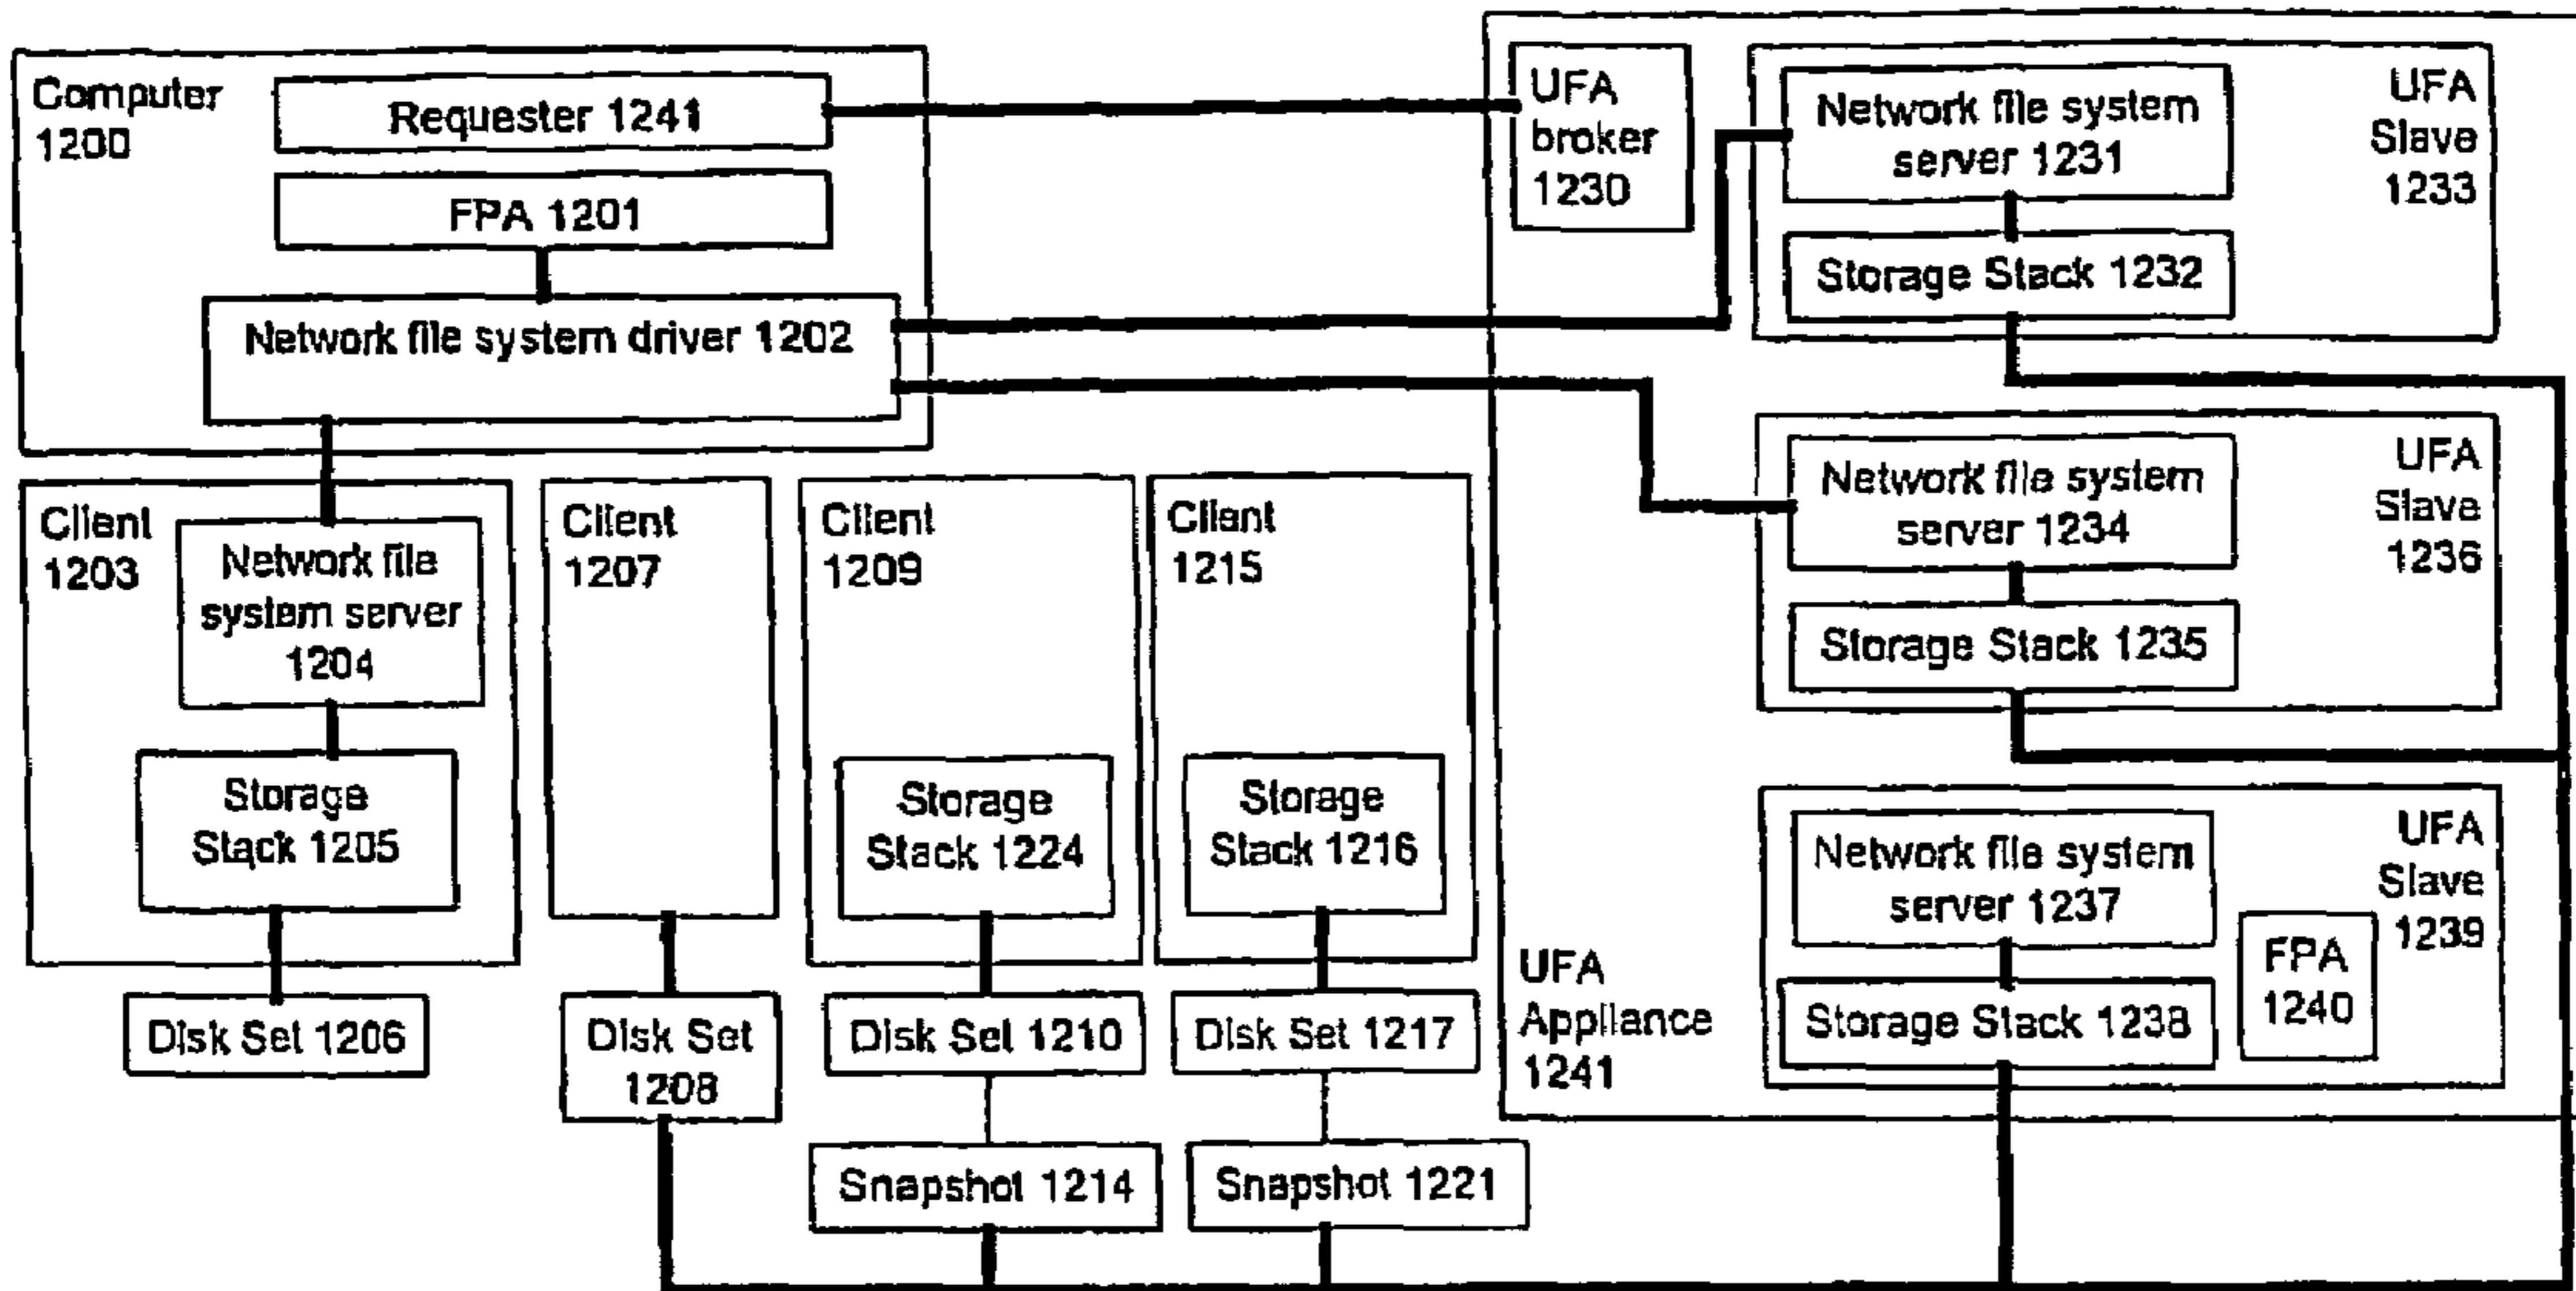 Computer
1200
Requester 1241
FPA 1201
Network file system driver 1202
Client
1203
Network file
system server
1204
Storage
Stack 1205
Disk Set 1206
Client
1207
Disk Set
1208
Client
1209
Storage
Stack 1224
Disk Set 1210
Snapshot 1214
Client
1215
Storage
Stack 1216
Disk Set 1217
Snapshot 1221
UFA
broker
1230
UFA
Appliance
1241
Network file system
server 1231
Storage Stack 1232
UFA
Slave
1233
Network file system
server 1234
Storage Stack 1235
UFA
Slave
1236
Network file system
server 1237
Storage Stack 1238
UFA
Slave
1239
FPA
1240